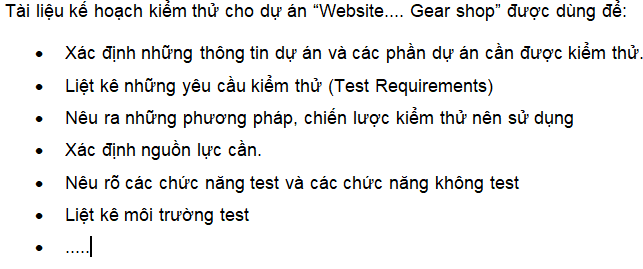 Tài liệu kế hoạch kiểm thử cho dự án “Website.... Gear shop” được dùng để:
• Xác định những thông tin dự án và các phần dự án cần được kiểm thử.
• Liệt kê những yêu cầu kiểm thử (Test Requirements)
• Nêu ra những phương pháp, chiến lược kiểm thử nên sử dụng
• Xác định nguồn lực cần.
• Nêu rõ các chức năng test và các chức năng không test
• Liệt kê môi trường test
• .....